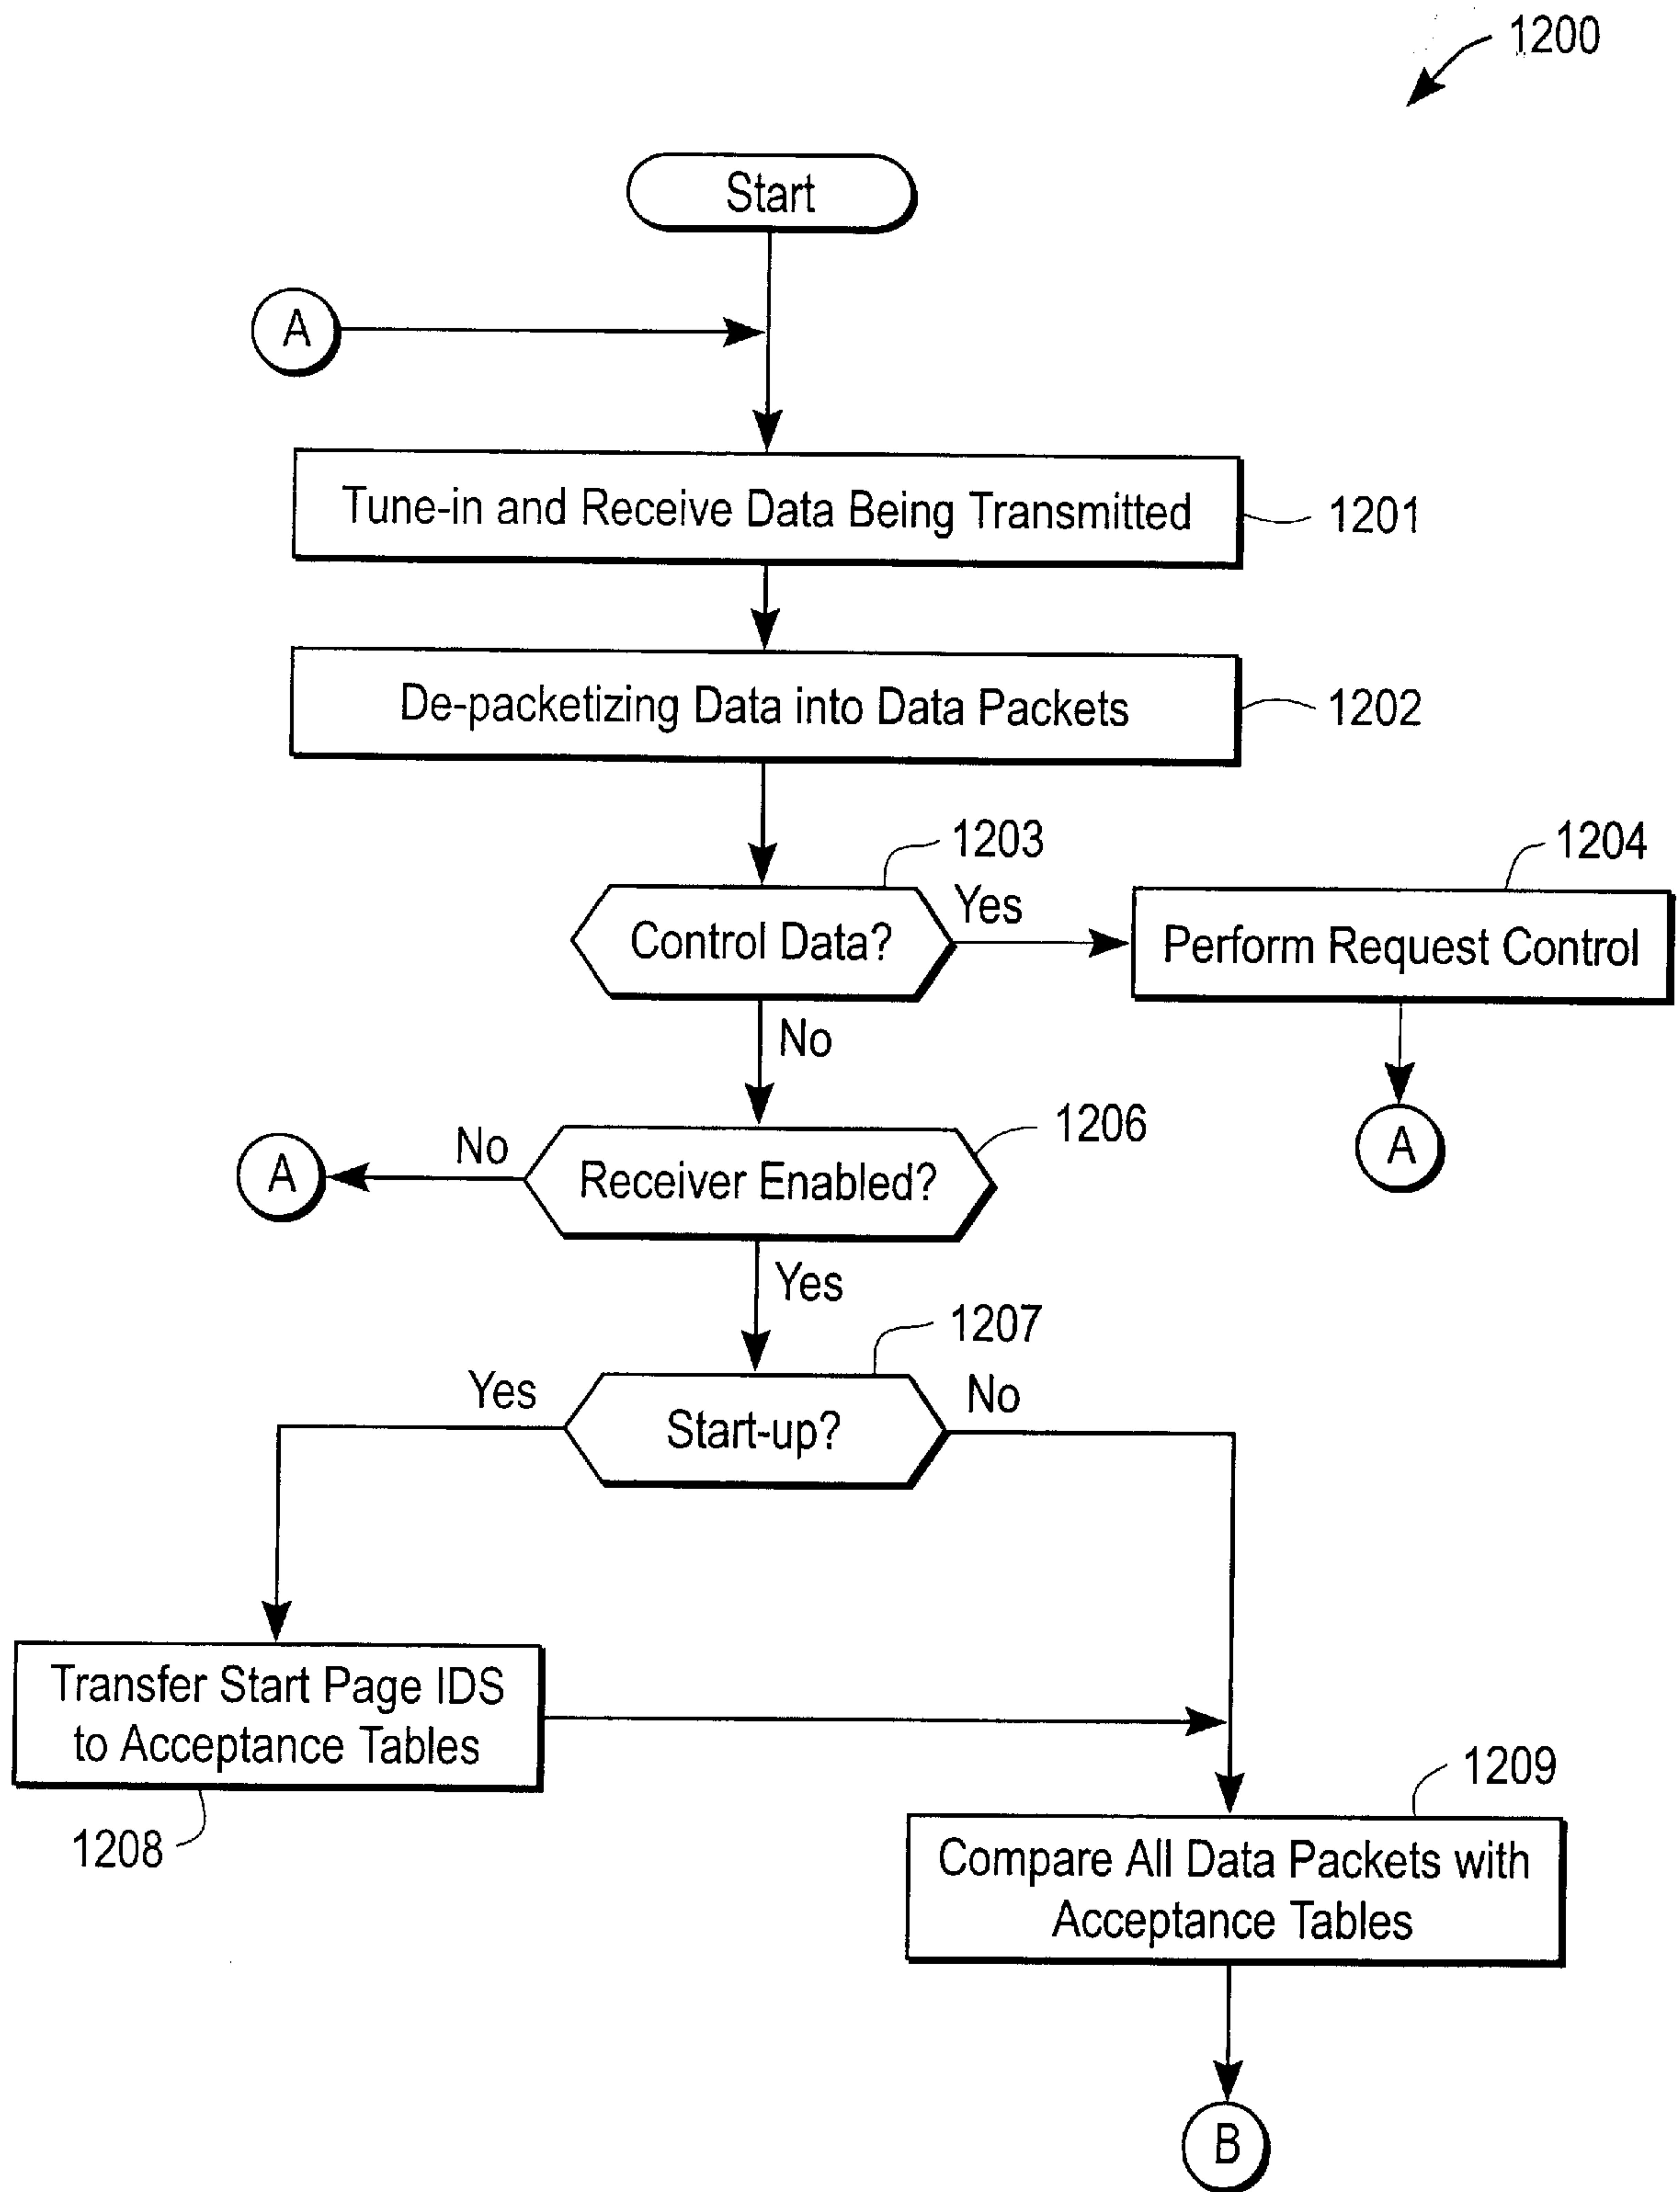 1200
Start
A
Tune-in and Receive Data Being Transmitted
1201
De-packetizing Data into Data Packets
1202
1203
1204
Control Data?
Yes
Perform Request Control
No
A
1206
A
No
Receiver Enabled?
Yes
1207
Yes
Start-up?
No
Transfer Start Page IDS
to Acceptance Tables
1208
1209
Compare All Data Packets with
Acceptance Tables
B